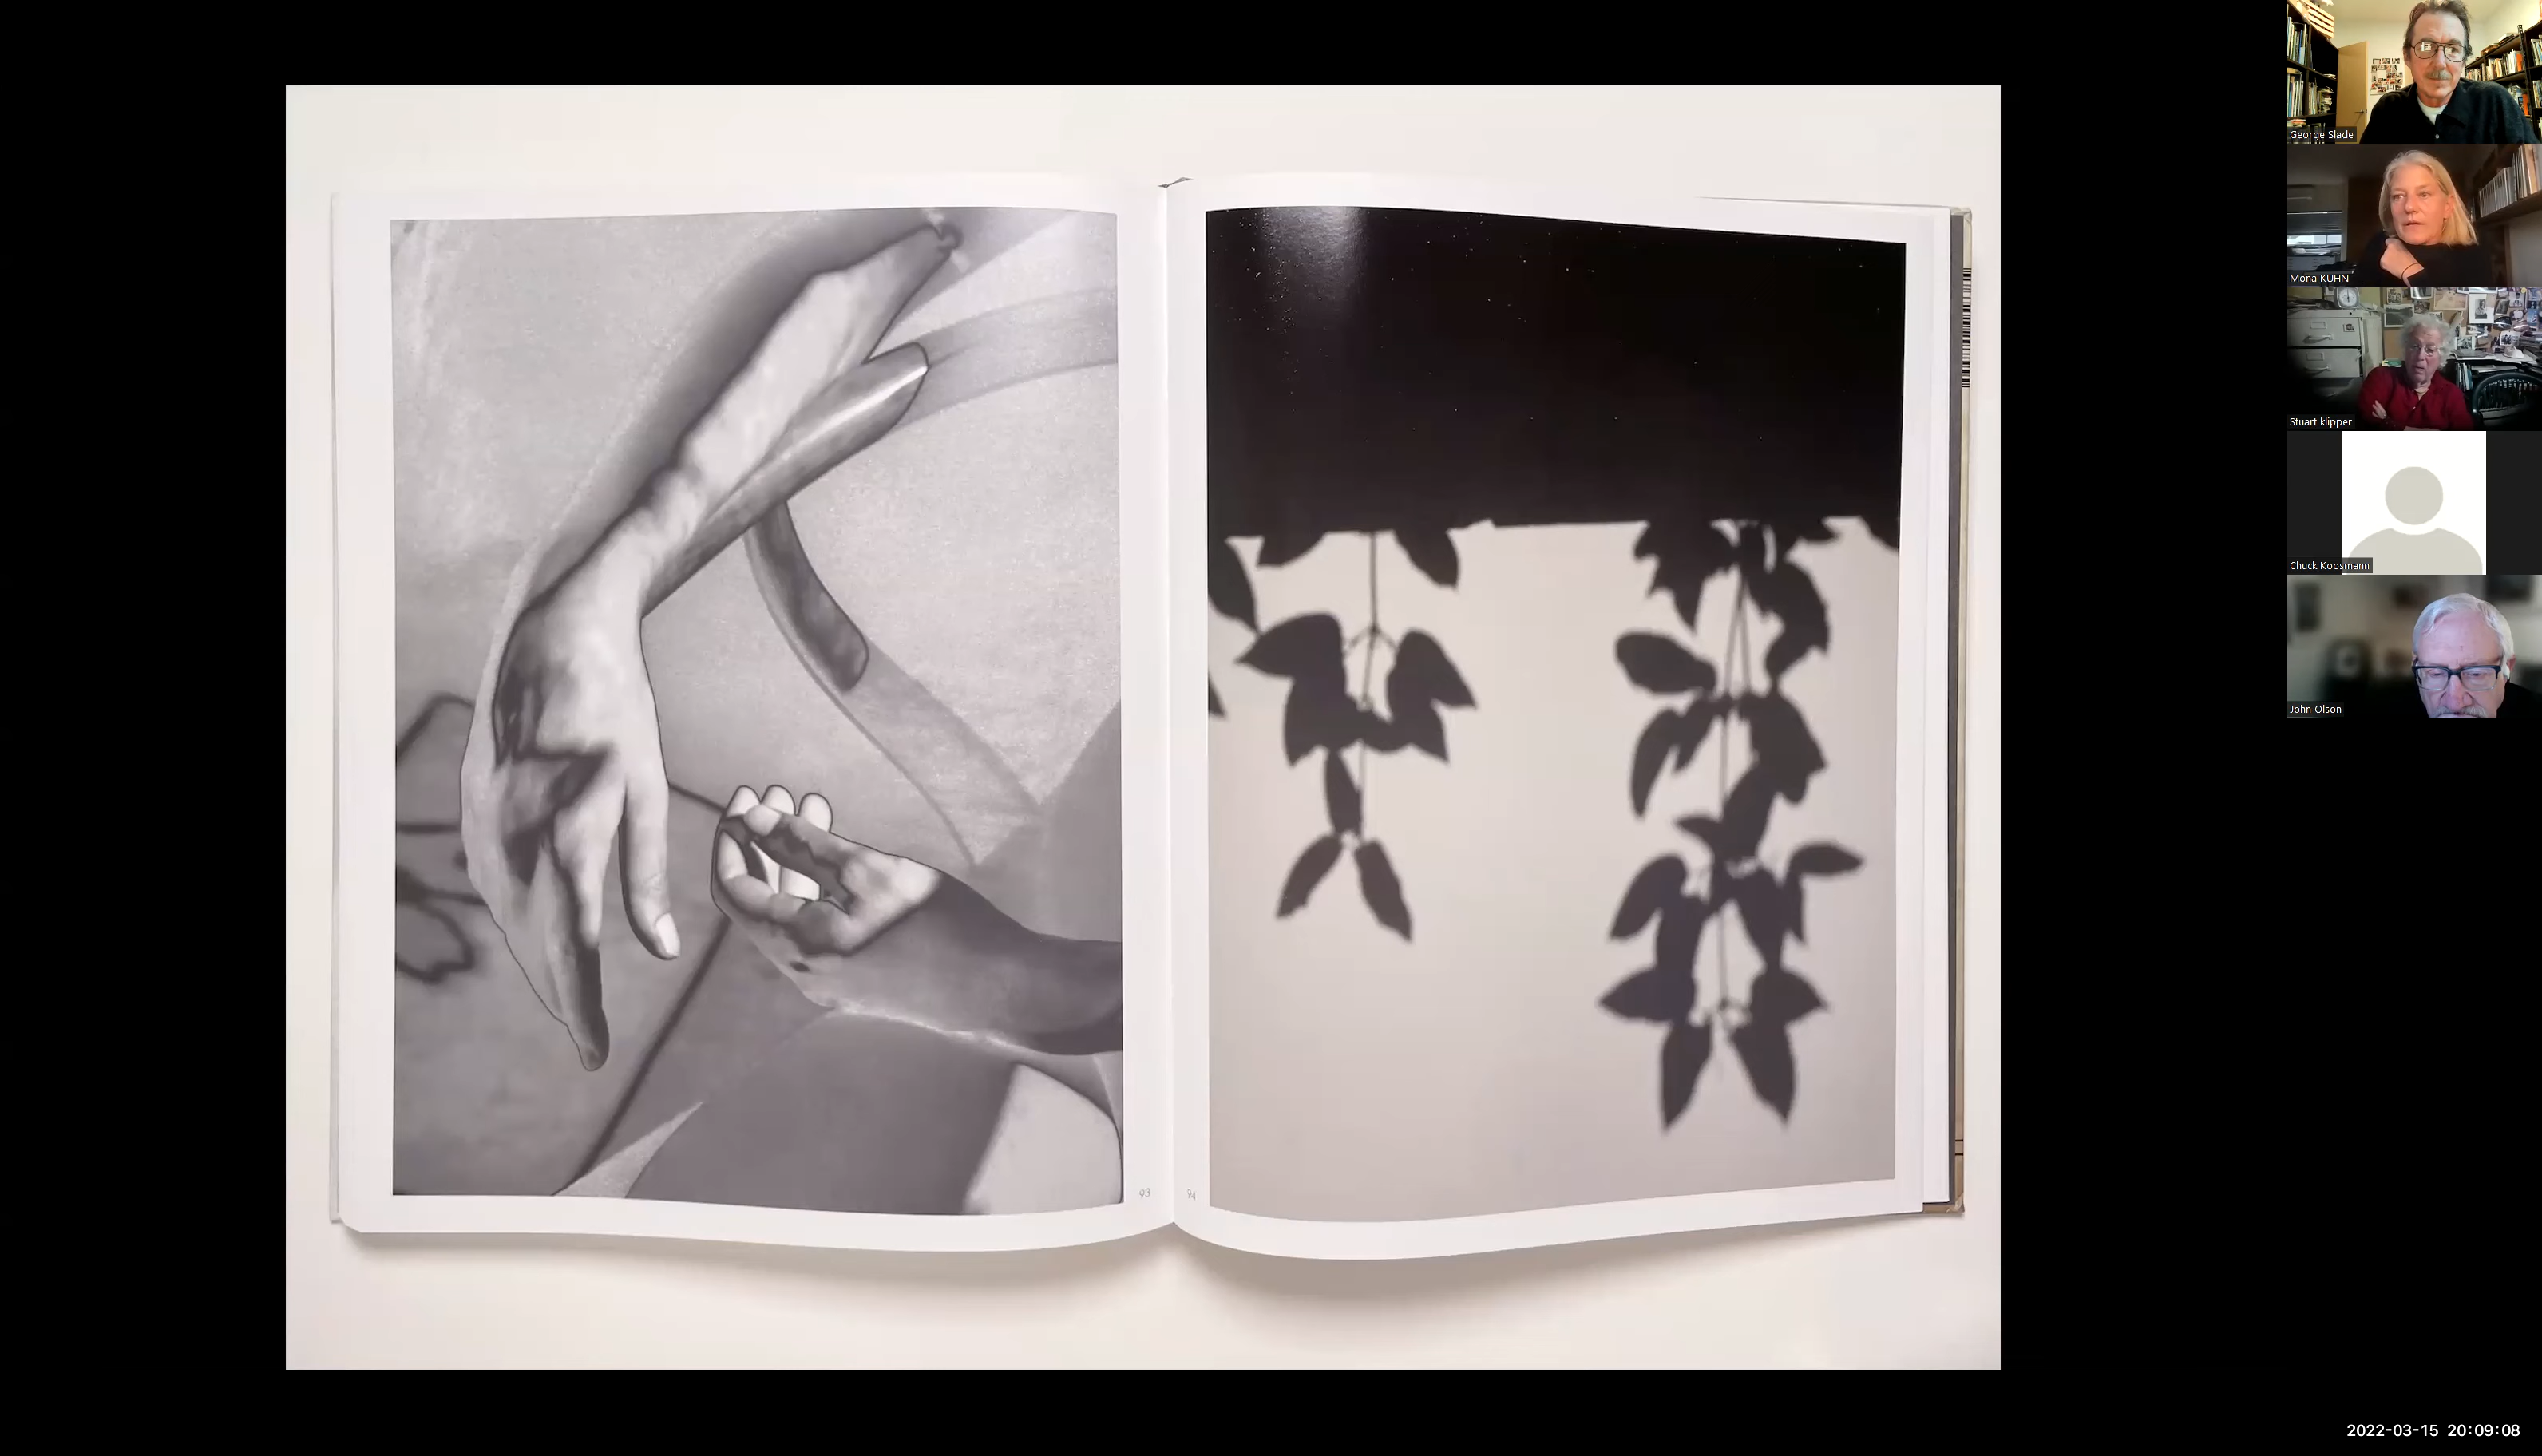 George Slade
Mona KUHN
Stuart klipper
Chuck Koosmann
John Olson
93
94
2022-03-15 20:09:08